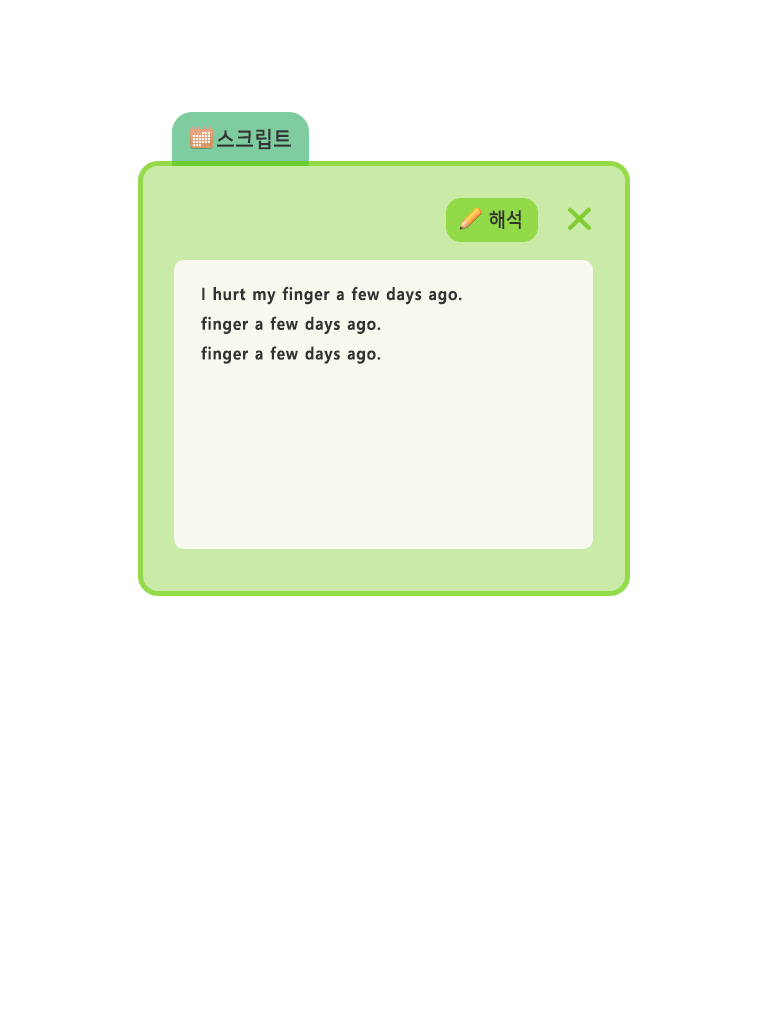 스크립트
해석
I hurt my finger a few days ago.
finger a few days ago.
finger a few days ago.